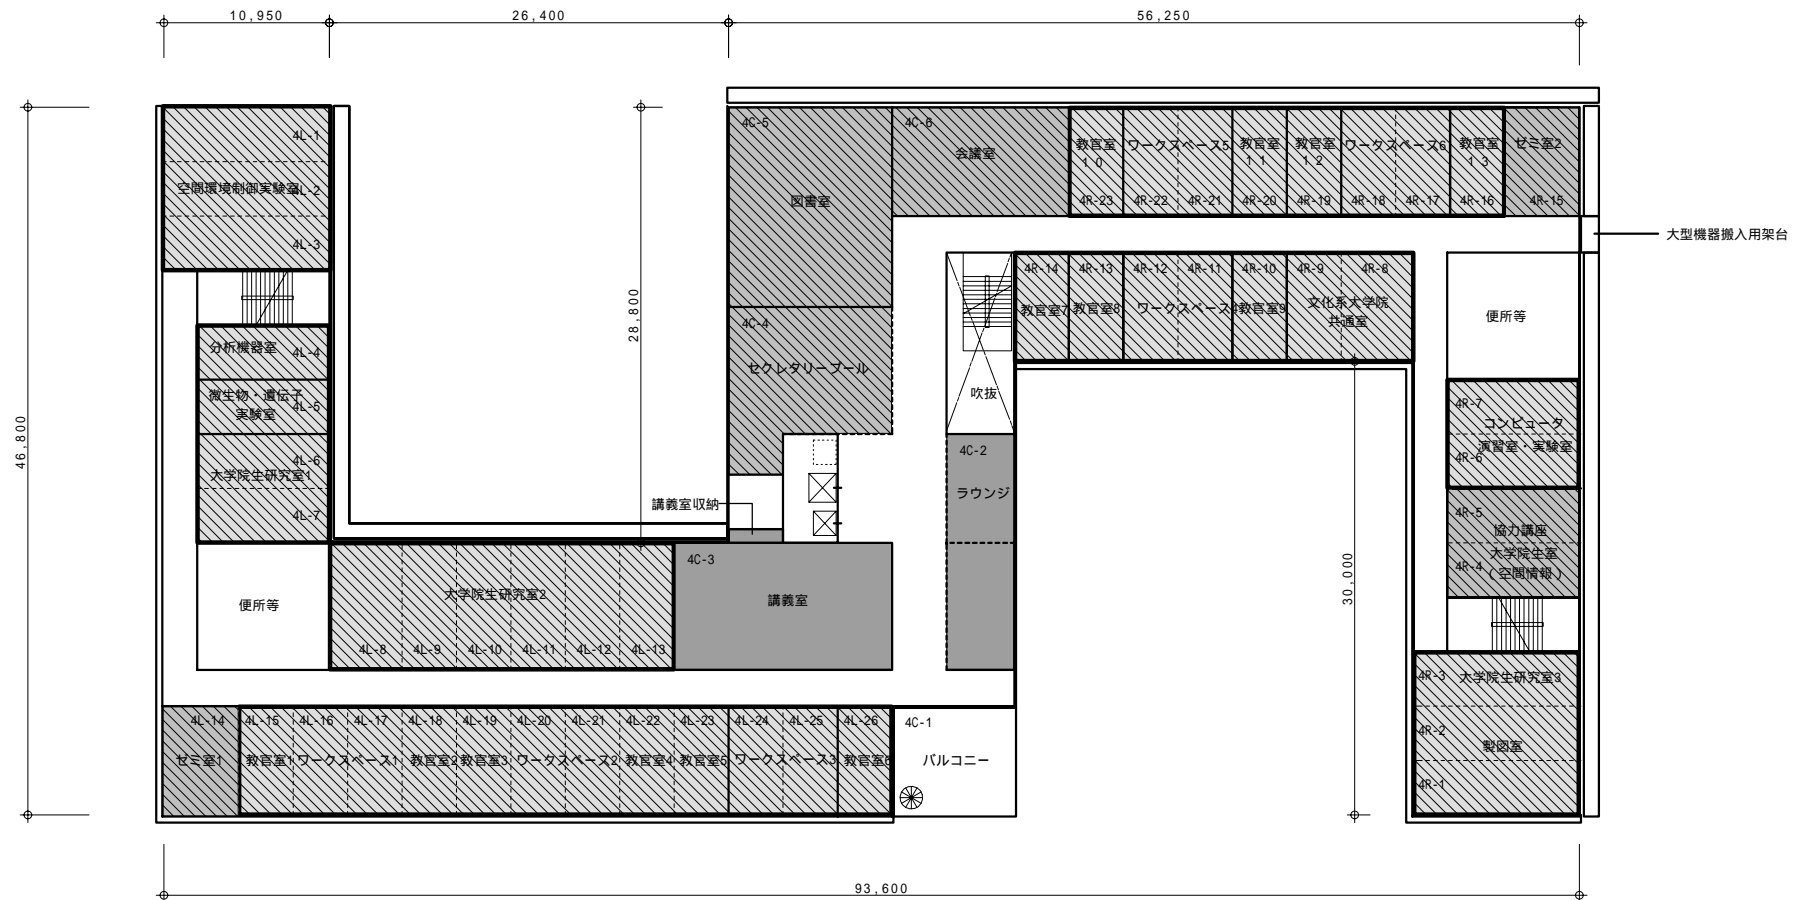 10,950
26,400
56,250
46,800
28,800
30,000
93,600
4L-1
空間環境制御実験室
4L-2
4L-3
分析機器室
4L-4
微生物・遺伝子
実験室
4L-5
4L-6
大学院生研究室1
4L-7
便所等
大学院生研究室2
4L-8
4L-9
4L-10
4L-11
4L-12
4L-13
4L-14
4L-15
4L-16
4L-17
4L-18
4L-19
4L-20
4L-21
4L-22
4L-23
4L-24
4L-25
4L-26
ゼミ室1
教官室1
ワークスペース1
教官室2
教官室3
ワークスペース2
教官室4
教官室5
ワークスペース3
教官室6
4C-1
バルコニー
4C-5
図書室
4C-6
会議室
4C-4
セクレタリープール
講義室収納
4C-3
講義室
吹抜
4C-2
ラウンジ
教官室
10
ワークスペース5
教官室
11
教官室
12
ワークスペース6
教官室
13
ゼミ室2
4R-23
4R-22
4R-21
4R-20
4R-19
4R-18
4R-17
4R-16
4R-15
大型機器搬入用架台
4R-14
4R-13
4R-12
4R-11
4R-10
4R-9
4R-8
教官室7
教官室8
ワークスペース4
教官室9
文化系大学院
共通室
便所等
4R-7
コンピュータ
演習室・実験室
4R-6
4R-5
協力講座
大学院生室
4R-4
(空間情報)
4R-3
大学院生研究室3
4R-2
製図室
4R-1